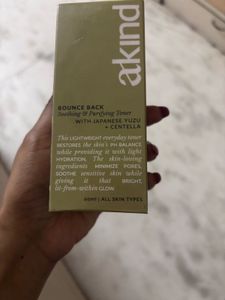 akind
BOUNCE BACK
Soothing & Purifying Toner
WITH JAPANESE YUZU
+ CENTELLA
This LIGHTWEIGHT everyday toner
RESTORES the skin's PH BALANCE
while providing it with light
HYDRATION. The skin-loving
ingredients MINIMIZE PORES,
SOOTHE sensitive skin while
giving it that BRIGHT,
lit-from-within GLOW.
60ML | ALL SKIN TYPES